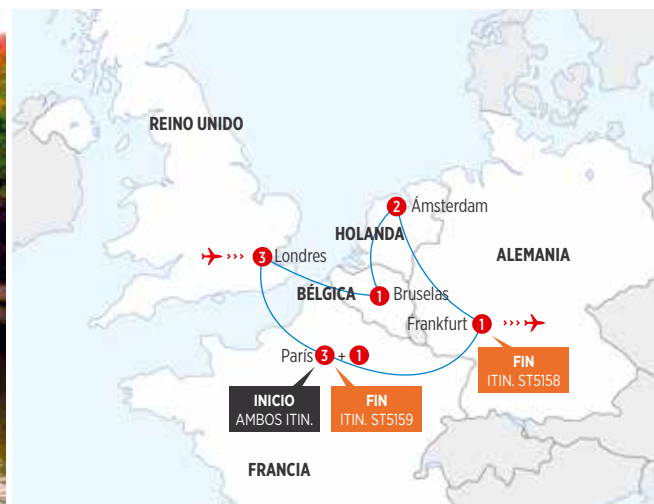 REINO UNIDO
2 Ámsterdam
HOLANDA
3 Londres
ALEMANIA
BÉLGICA
1 Bruselas
Frankfurt 1
París 3 + 1
FIN
ITIN. ST5158
INICIO
AMBOS ITIN.
FIN
ITIN. ST5159
FRANCIA